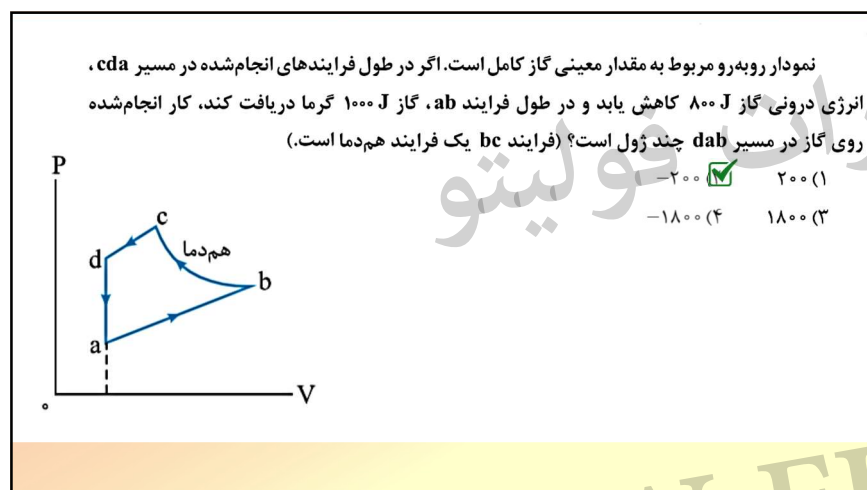 نمودار روبه‌رو مربوط به مقدار معینی گاز کامل است. اگر در طول فرایندهای انجام‌شده در مسیر cda،
انرژی درونی گاز ۸۰۰ J کاهش یابد و در طول فرایند ab، گاز ۱۰۰۰ J گرما دریافت کند، کار انجام‌شده
روی گاز در مسیر dab چند ژول است؟ (فرایند bc یک فرایند هم‌دما است.)
۱) ۲۰۰ ) ‎−۲۰۰
۳) ۱۸۰۰ ۴) ‎−۱۸۰۰
P
c
هم‌دما
d
b
a
V
۰
فولیتو